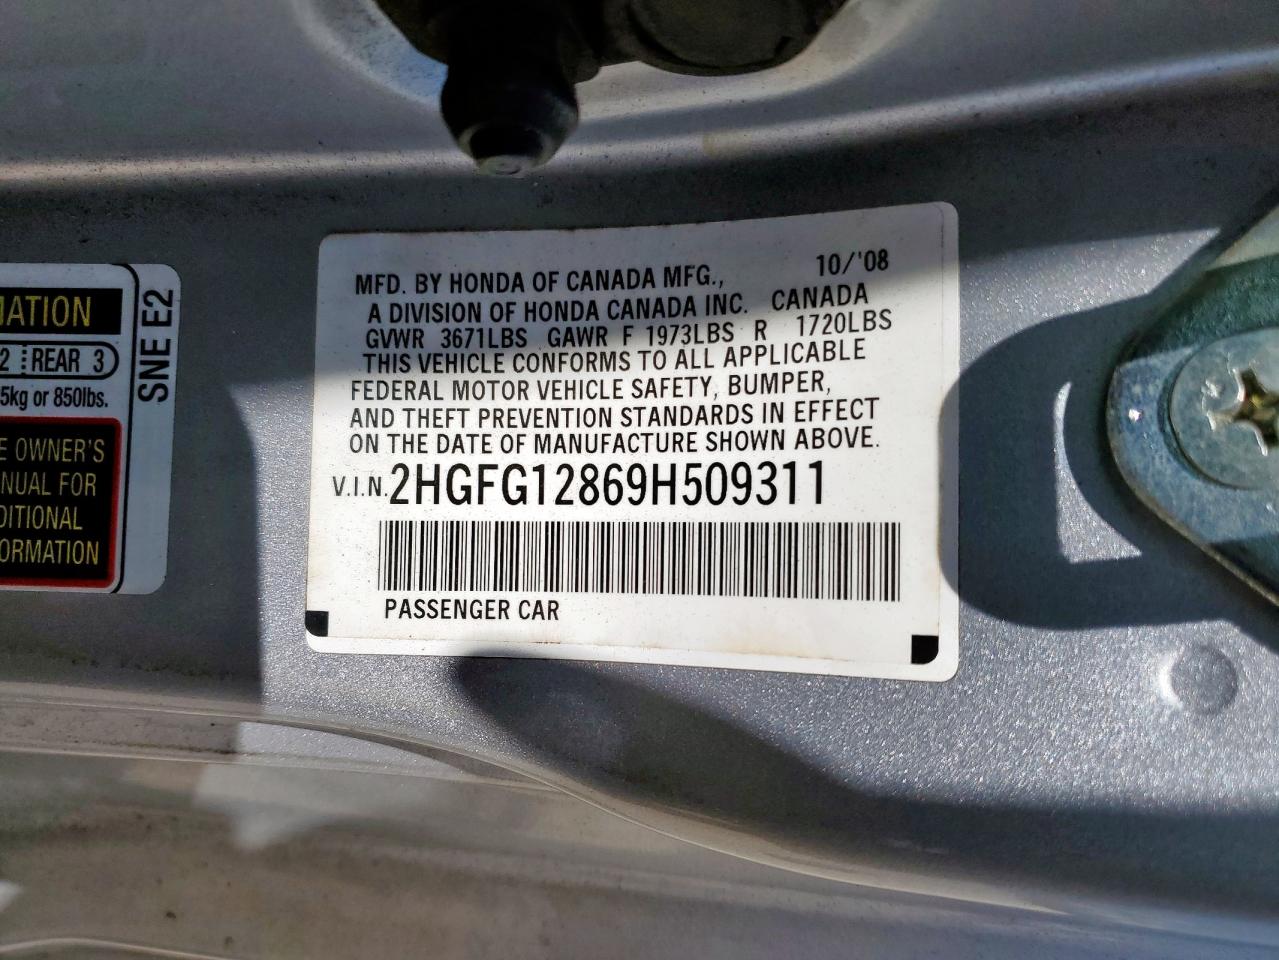 MATION
2 REAR 3
5kg or 850lbs.
OWNER'S
NUAL FOR
DITIONAL
ORMATION
SNE E2
MFD. BY HONDA OF CANADA MFG., 10/'08
A DIVISION OF HONDA CANADA INC. CANADA
GVWR 3671LBS GAWR F 1973LBS R 1720LBS
THIS VEHICLE CONFORMS TO ALL APPLICABLE
FEDERAL MOTOR VEHICLE SAFETY, BUMPER,
AND THEFT PREVENTION STANDARDS IN EFFECT
ON THE DATE OF MANUFACTURE SHOWN ABOVE.
V.I.N. 2HGFG12869H509311
PASSENGER CAR